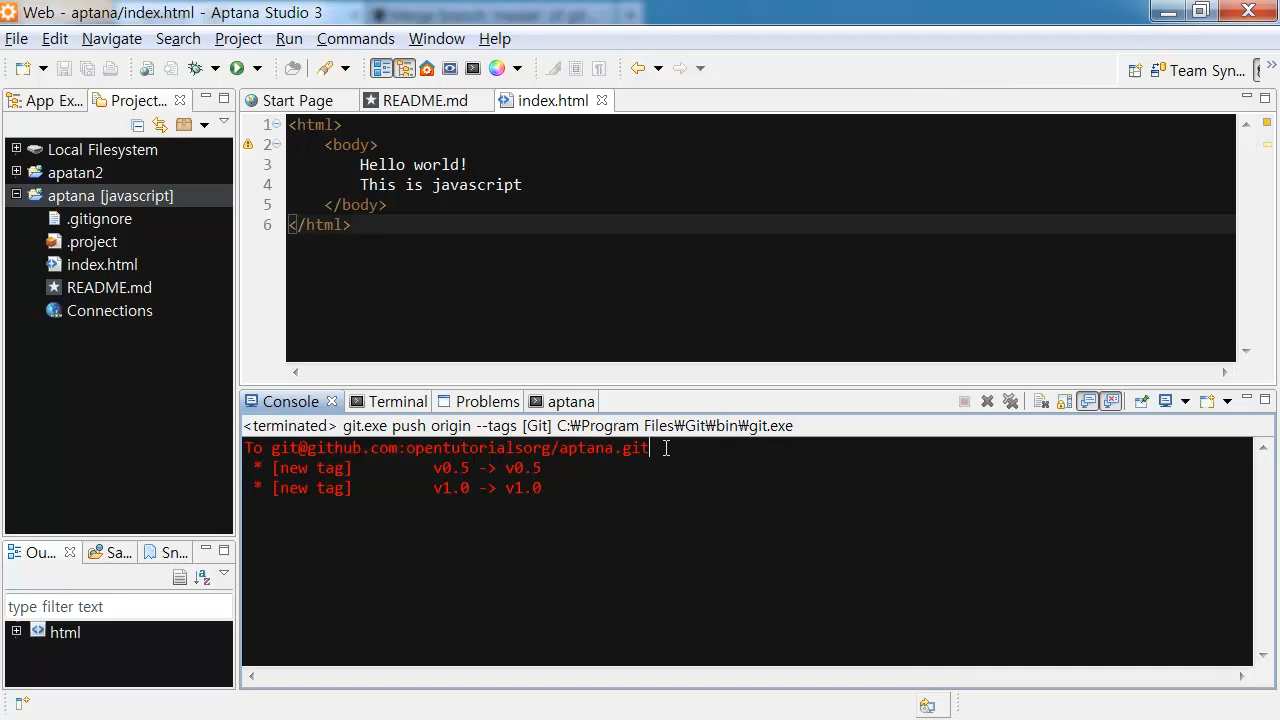 Web - aptana/index.html - Aptana Studio 3
File Edit Navigate Search Project Run Commands Window Help
Team Syn...
App Ex... Project...
Start Page README.md index.html
Local Filesystem
apatan2
aptana [javascript]
.gitignore
.project
index.html
README.md
Connections
1 <html>
2 <body>
3 Hello world!
4 This is javascript
5 </body>
6 </html>
Console Terminal Problems aptana
<terminated> git.exe push origin --tags [Git] C:₩Program Files₩Git₩bin₩git.exe
To git@github.com:opentutorialsorg/aptana.git
* [new tag] v0.5 -> v0.5
* [new tag] v1.0 -> v1.0
Ou... Sa... Sn...
type filter text
html